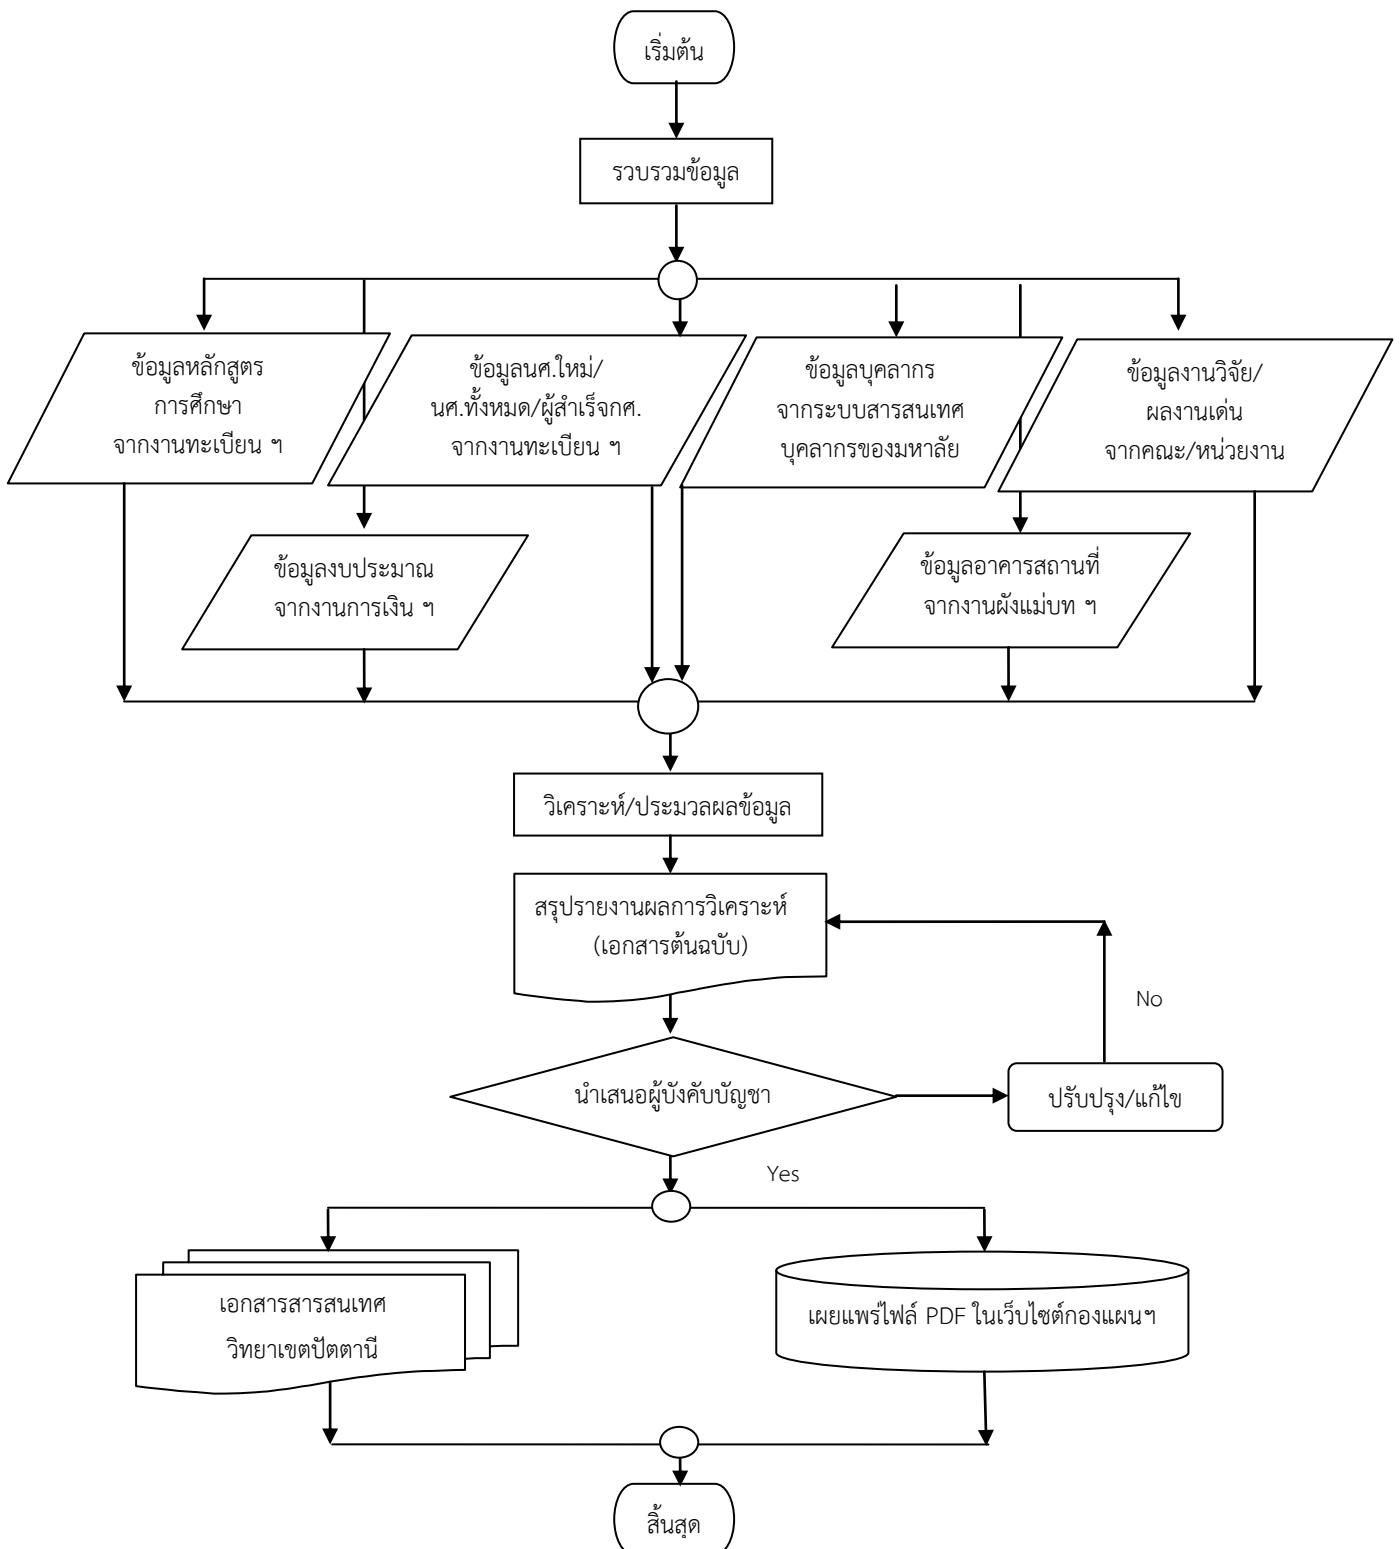 เริ่มต้น
รวบรวมข้อมูล
ข้อมูลหลักสูตร
การศึกษา
จากงานทะเบียน ฯ
ข้อมูลนศ.ใหม่/
นศ.ทั้งหมด/ผู้สำเร็จกศ.
จากงานทะเบียน ฯ
ข้อมูลบุคลากร
จากระบบสารสนเทศ
บุคลากรของมหาลัย
ข้อมูลงานวิจัย/
ผลงานเด่น
จากคณะ/หน่วยงาน
ข้อมูลงบประมาณ
จากงานการเงิน ฯ
ข้อมูลอาคารสถานที่
จากงานผังแม่บท ฯ
วิเคราะห์/ประมวลผลข้อมูล
สรุปรายงานผลการวิเคราะห์
(เอกสารต้นฉบับ)
No
นำเสนอผู้บังคับบัญชา
ปรับปรุง/แก้ไข
Yes
เอกสารสารสนเทศ
วิทยาเขตปัตตานี
เผยแพร่ไฟล์ PDF ในเว็บไซต์กองแผนฯ
สิ้นสุด